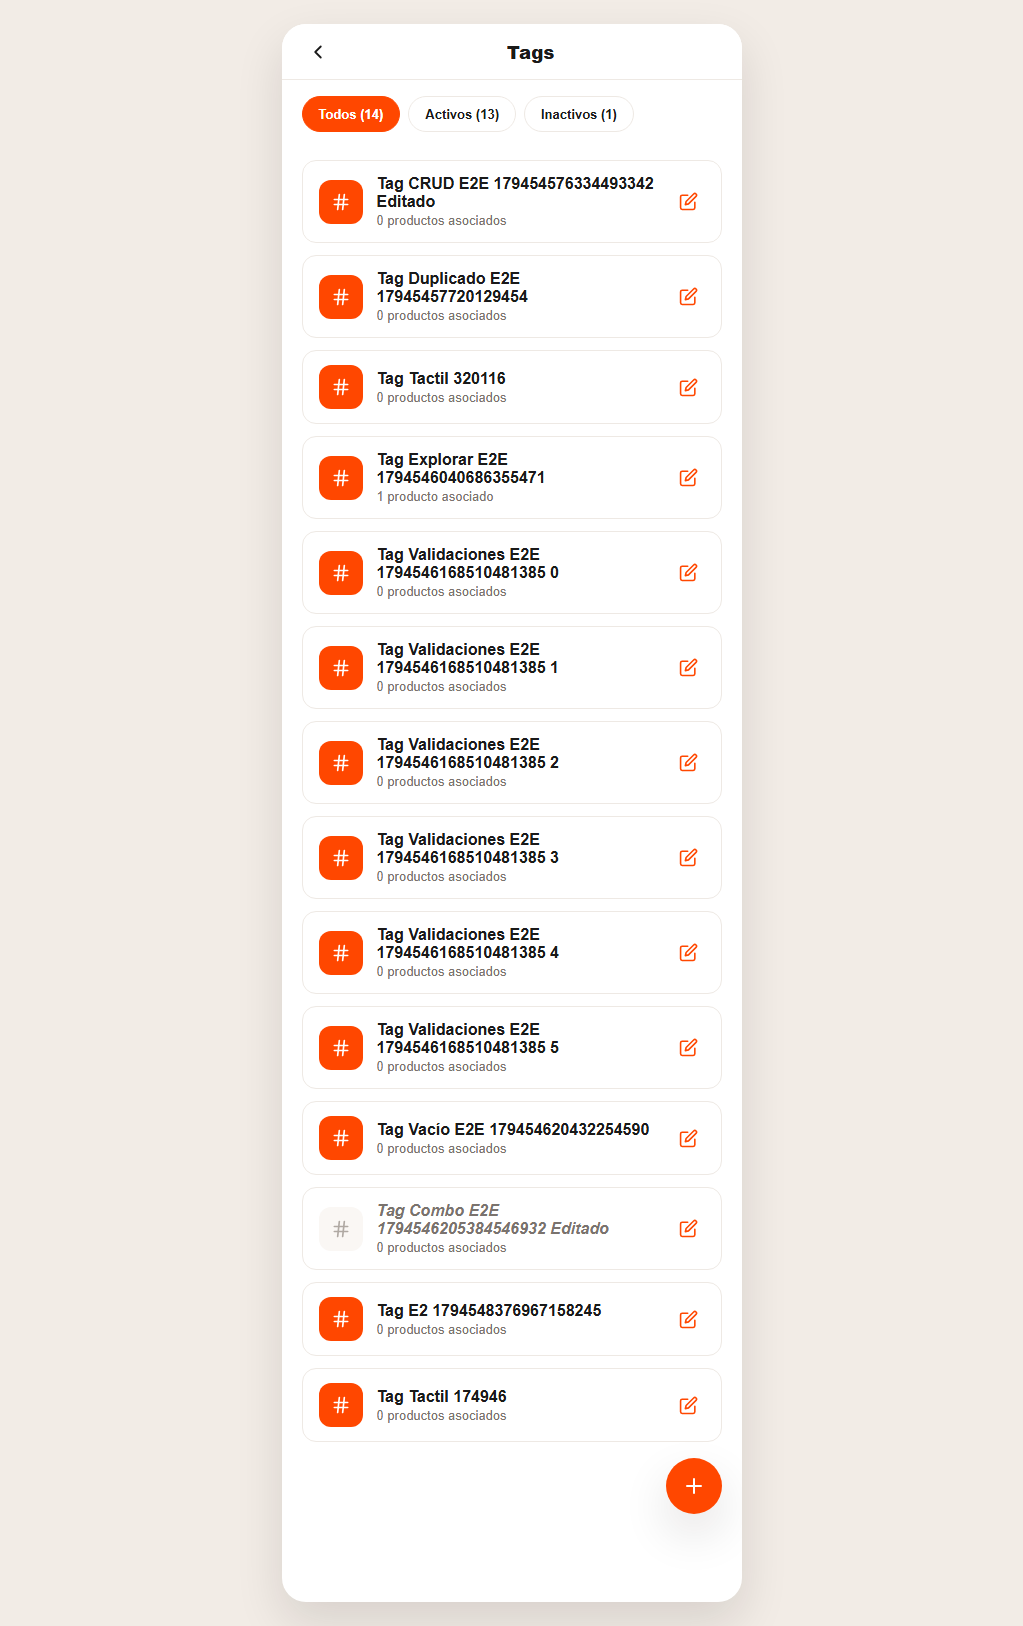 Tags
Todos (14)
Activos (13)
Inactivos (1)
Tag CRUD E2E 179454576334493342
Editado
0 productos asociados
Tag Duplicado E2E
17945457720129454
0 productos asociados
Tag Tactil 320116
0 productos asociados
Tag Explorar E2E
1794546040686355471
1 producto asociado
Tag Validaciones E2E
1794546168510481385 0
0 productos asociados
Tag Validaciones E2E
1794546168510481385 1
0 productos asociados
Tag Validaciones E2E
1794546168510481385 2
0 productos asociados
Tag Validaciones E2E
1794546168510481385 3
0 productos asociados
Tag Validaciones E2E
1794546168510481385 4
0 productos asociados
Tag Validaciones E2E
1794546168510481385 5
0 productos asociados
Tag Vacío E2E 179454620432254590
0 productos asociados
Tag Combo E2E
1794546205384546932 Editado
0 productos asociados
Tag E2 1794548376967158245
0 productos asociados
Tag Tactil 174946
0 productos asociados